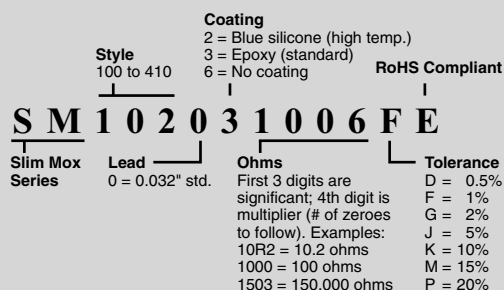 Coating
2 = Blue silicone (high temp.)
3 = Epoxy (standard)
6 = No coating
Style
100 to 410
RoHS Compliant
S M 1 0 2 0 3 1 0 0 6 F E
Slim Mox
Series
Lead
0 = 0.032" std.
Ohms
First 3 digits are
significant; 4th digit is
multiplier (# of zeroes
to follow). Examples:
10R2 = 10.2 ohms
1000 = 100 ohms
1503 = 150,000 ohms
Tolerance
D = 0.5%
F = 1%
G = 2%
J = 5%
K = 10%
M = 15%
P = 20%